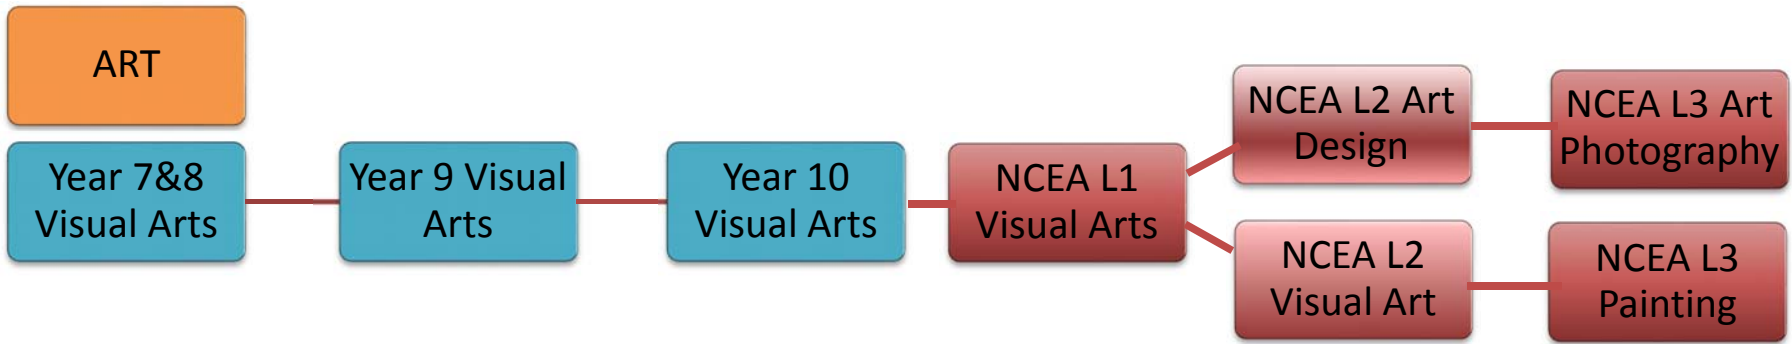 ART
Year 7&8
Visual Arts
Year 9 Visual
Arts
Year 10
Visual Arts
NCEA L1
Visual Arts
NCEA L2 Art
Design
NCEA L3 Art
Photography
NCEA L2
Visual Art
NCEA L3
Painting